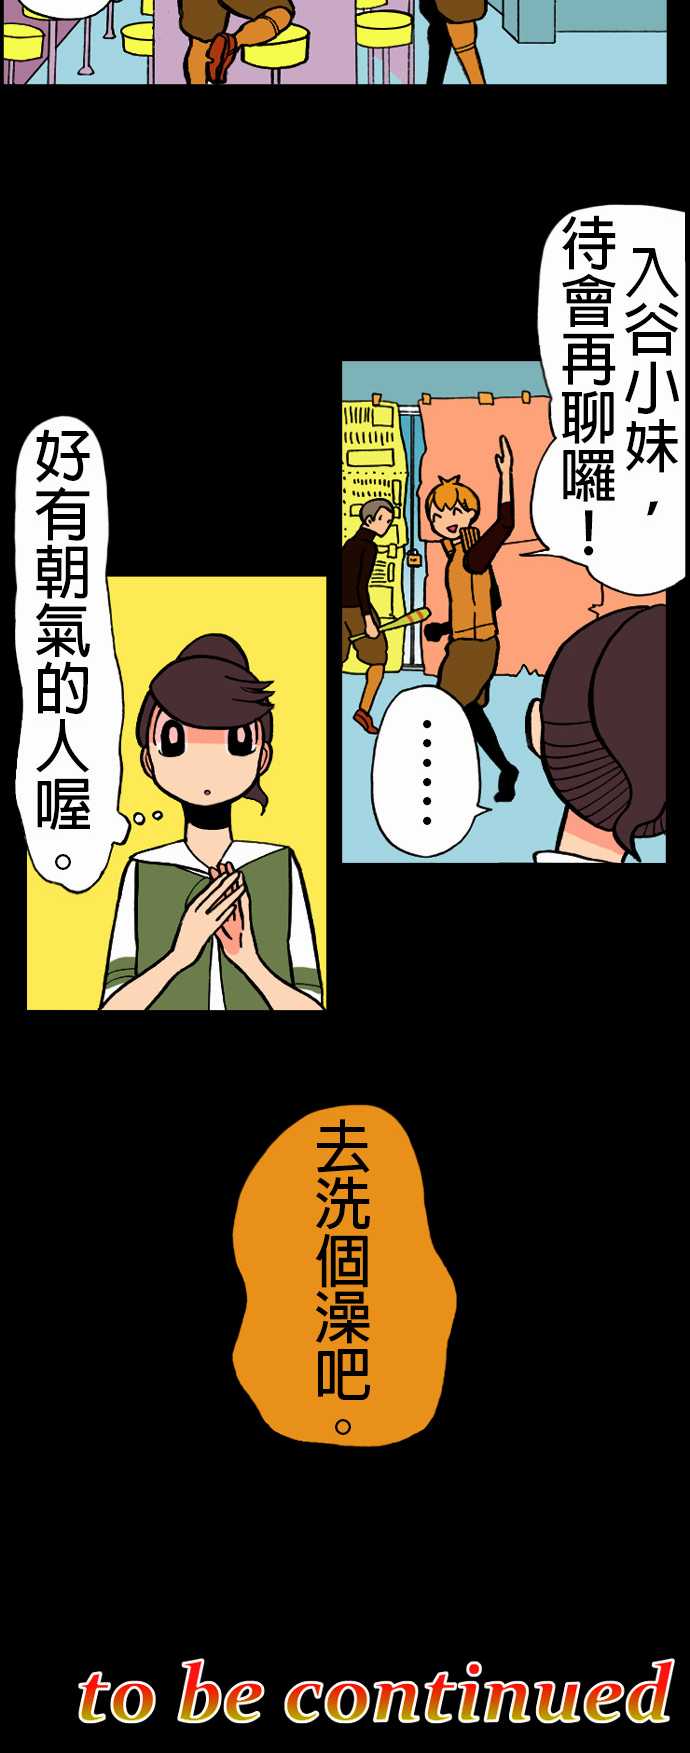 入谷小妹，
待會再聊囉！
……
好有朝氣的人喔。
去洗個澡吧。
to be continued